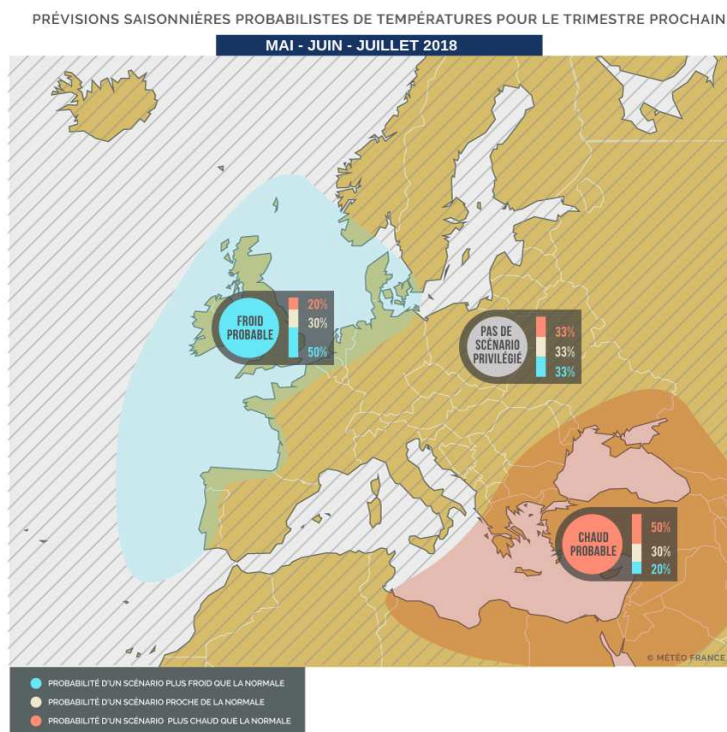 PRÉVISIONS SAISONNIÈRES PROBABILISTES DE TEMPÉRATURES POUR LE TRIMESTRE PROCHAIN
MAI - JUIN - JUILLET 2018
FROID
PROBABLE
20%
30%
50%
PAS DE
SCÉNARIO
PRIVILÉGIÉ
33%
33%
33%
CHAUD
PROBABLE
50%
30%
20%
© MÉTÉO FRANCE
PROBABILITÉ D'UN SCÉNARIO PLUS FROID QUE LA NORMALE
PROBABILITÉ D'UN SCÉNARIO PROCHE DE LA NORMALE
PROBABILITÉ D'UN SCÉNARIO PLUS CHAUD QUE LA NORMALE